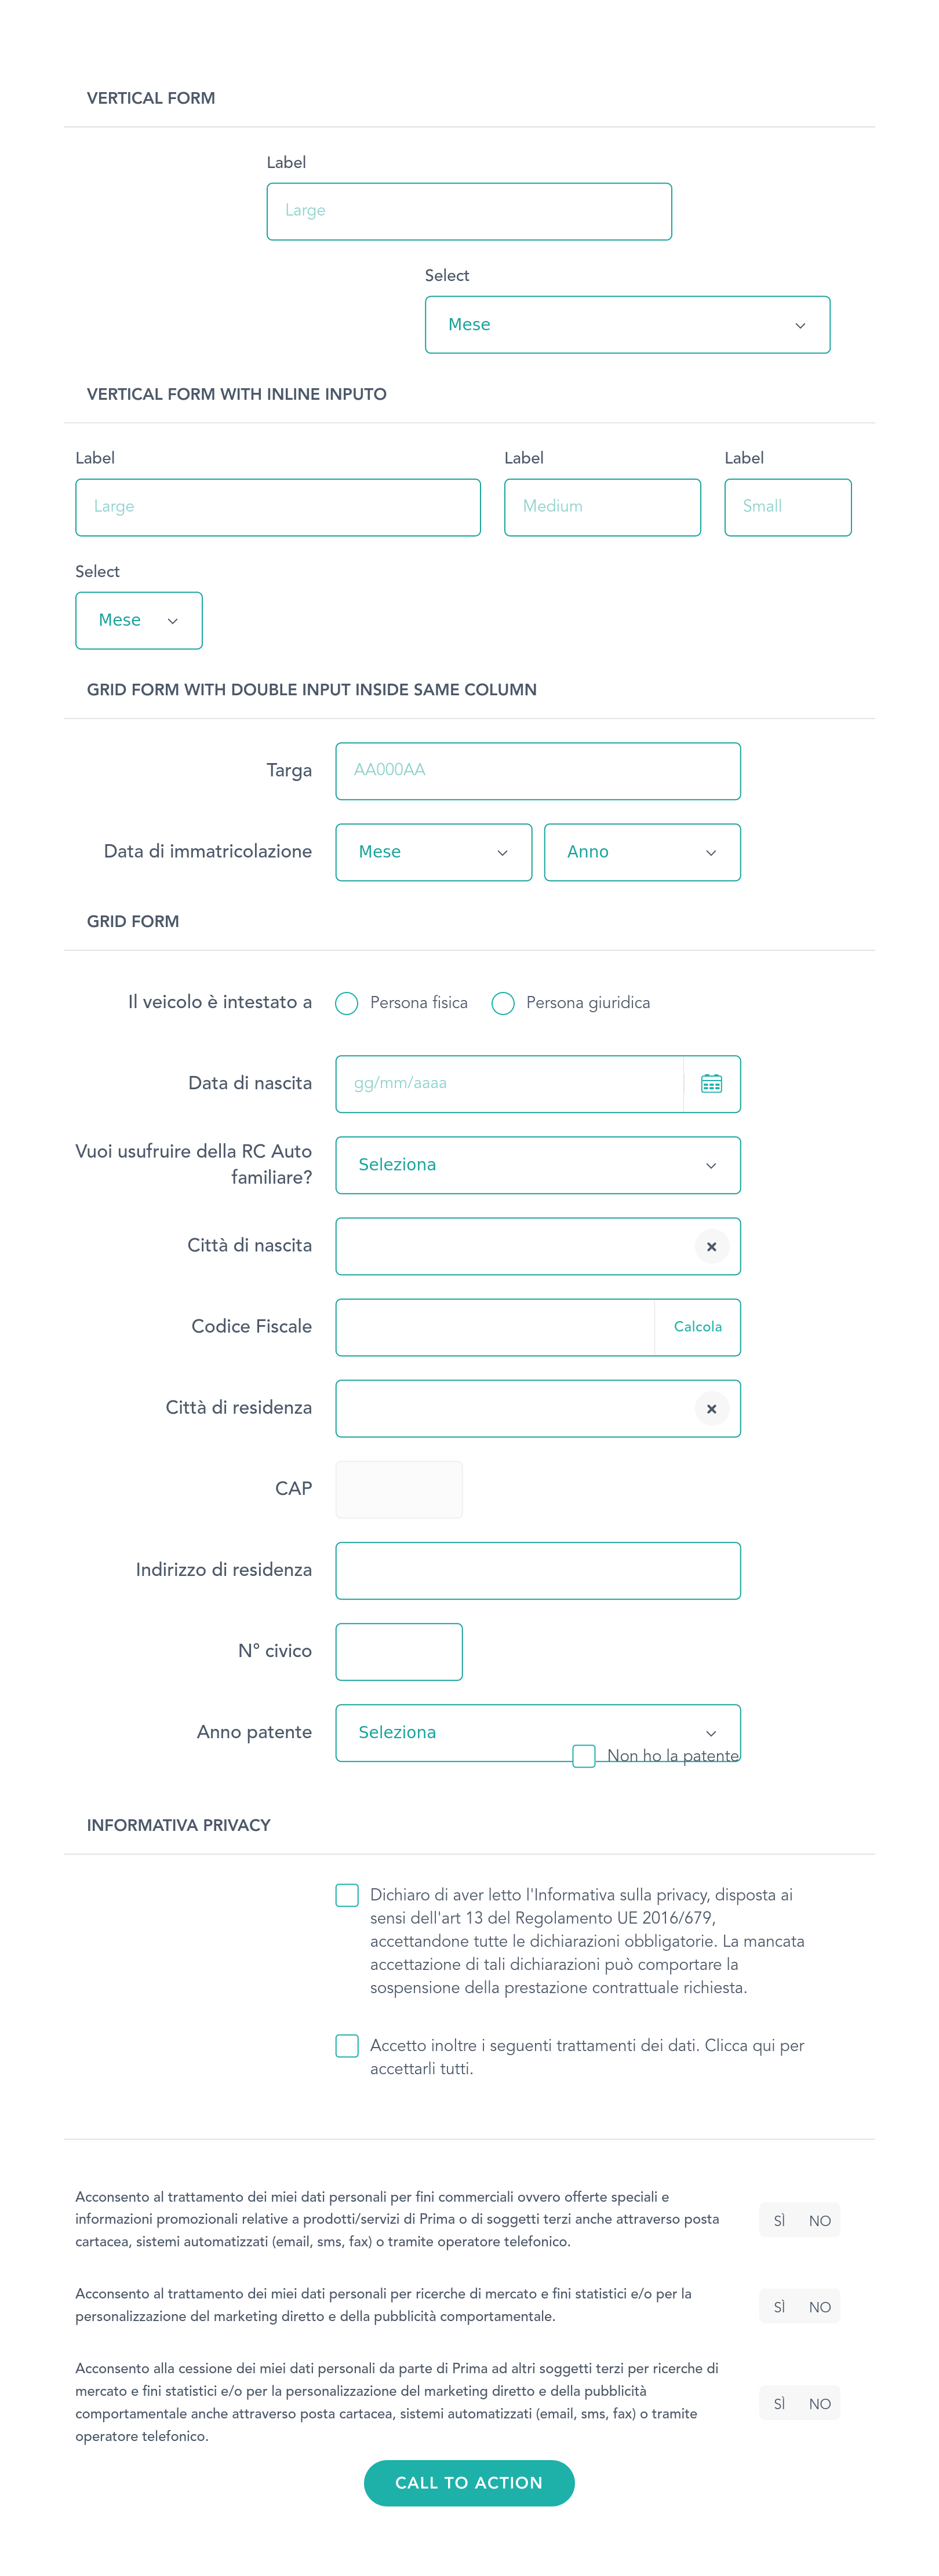 VERTICAL FORM
Label
Large
Select
Mese
VERTICAL FORM WITH INLINE INPUTO
Label Label Label
Large Medium Small
Select
Mese
GRID FORM WITH DOUBLE INPUT INSIDE SAME COLUMN
Targa AA000AA
Data di immatricolazione Mese Anno
GRID FORM
Il veicolo è intestato a Persona fisica Persona giuridica
Data di nascita gg/mm/aaaa
Vuoi usufruire della RC Auto
familiare?
Seleziona
Città di nascita
Codice Fiscale Calcola
Città di residenza
CAP
Indirizzo di residenza
N° civico
Anno patente Seleziona
Non ho la patente
INFORMATIVA PRIVACY
Dichiaro di aver letto l'Informativa sulla privacy, disposta ai
sensi dell'art 13 del Regolamento UE 2016/679,
accettandone tutte le dichiarazioni obbligatorie. La mancata
accettazione di tali dichiarazioni può comportare la
sospensione della prestazione contrattuale richiesta.
Accetto inoltre i seguenti trattamenti dei dati. Clicca qui per
accettarli tutti.
Acconsento al trattamento dei miei dati personali per fini commerciali ovvero offerte speciali e
informazioni promozionali relative a prodotti/servizi di Prima o di soggetti terzi anche attraverso posta
cartacea, sistemi automatizzati (email, sms, fax) o tramite operatore telefonico.
SÌ NO
Acconsento al trattamento dei miei dati personali per ricerche di mercato e fini statistici e/o per la
personalizzazione del marketing diretto e della pubblicità comportamentale.
SÌ NO
Acconsento alla cessione dei miei dati personali da parte di Prima ad altri soggetti terzi per ricerche di
mercato e fini statistici e/o per la personalizzazione del marketing diretto e della pubblicità
comportamentale anche attraverso posta cartacea, sistemi automatizzati (email, sms, fax) o tramite
operatore telefonico.
SÌ NO
CALL TO ACTION